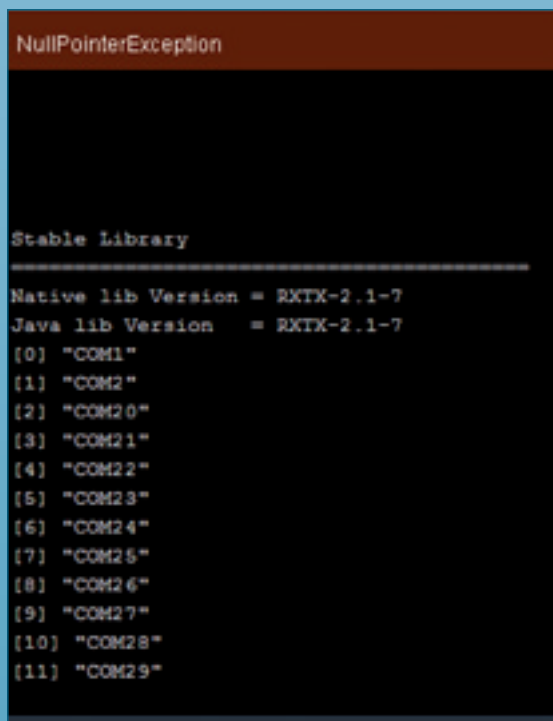 NullPointerException
Stable Library
=========================================
Native lib Version = RXTX-2.1-7
Java lib Version   = RXTX-2.1-7
[0] "COM1"
[1] "COM2"
[2] "COM20"
[3] "COM21"
[4] "COM22"
[5] "COM23"
[6] "COM24"
[7] "COM25"
[8] "COM26"
[9] "COM27"
[10] "COM28"
[11] "COM29"